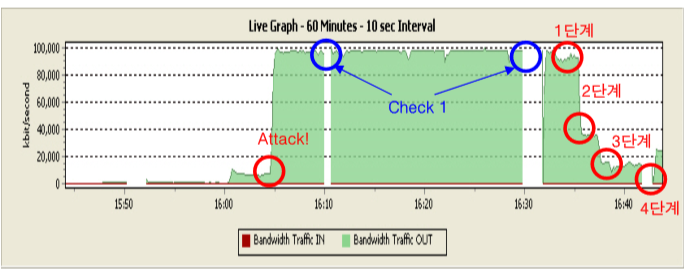 Live Graph - 60 Minutes - 10 sec Interval
1단계
100,000
80,000
2단계
Check 1
60,000
kbit/second
40,000
Attack!
3단계
20,000
0
15:50
16:00
16:10
16:20
16:30
16:40
4단계
Bandwidth Traffic IN
Bandwidth Traffic OUT